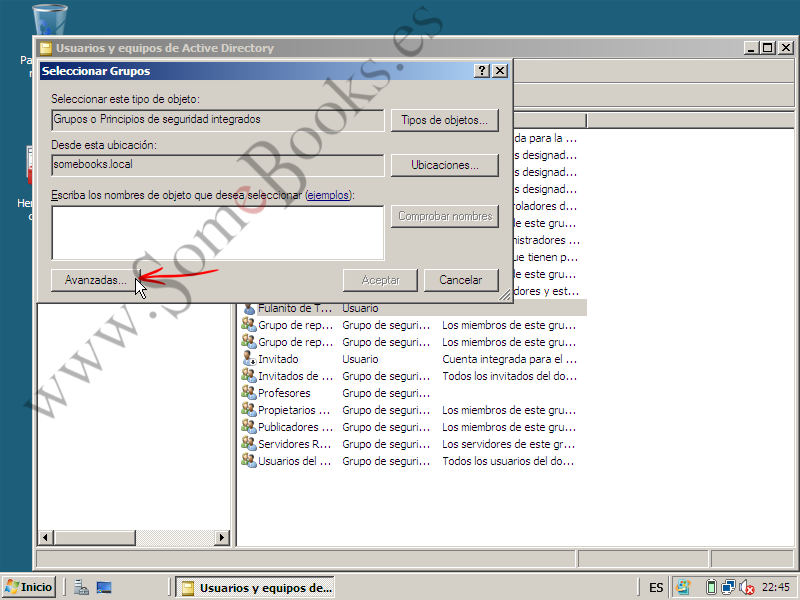 Pa
Usuarios y equipos de Active Directory
Seleccionar Grupos
Seleccionar este tipo de objeto:
Grupos o Principios de seguridad integrados
Tipos de objetos...
Desde esta ubicación:
somebooks.local
Ubicaciones...
Escriba los nombres de objeto que desea seleccionar (ejemplos):
Comprobar nombres
Avanzadas...
Aceptar
Cancelar
da para la ...
s designad...
s designad...
s designad...
roladores d...
e este gru...
nistradores ...
ue tienen p...
e este gru...
dores y est...
Her
Fulanito de T... Usuario
Grupo de rep... Grupo de seguri... Los miembros de este gru...
Grupo de rep... Grupo de seguri... Los miembros de este gru...
Invitado Usuario Cuenta integrada para el ...
Invitados de ... Grupo de seguri... Todos los invitados del do...
Profesores Grupo de seguri...
Propietarios ... Grupo de seguri... Los miembros de este gru...
Publicadores ... Grupo de seguri... Los miembros de este gru...
Servidores R... Grupo de seguri... Los servidores de este gr...
Usuarios del ... Grupo de seguri... Todos los usuarios del do...
www.SomeBooks.es
Inicio
Usuarios y equipos de...
ES
22:45